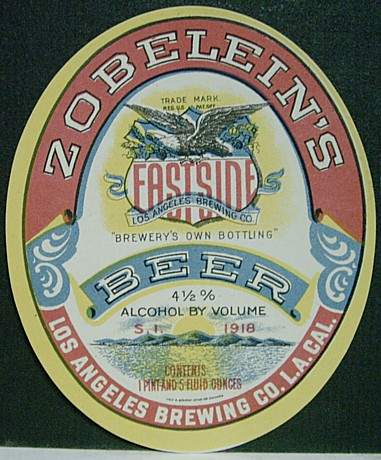 ZOBELEIN'S
TRADE MARK
REG. U.S. PAT. OFF.
EASTSIDE
LOS ANGELES BREWING CO.
"BREWERY'S OWN BOTTLING"
BEER
4½%
ALCOHOL BY VOLUME
S. I. 1918
CONTENTS
1 PINT AND 5 FLUID OUNCES
LOS ANGELES BREWING CO., L.A. CAL.